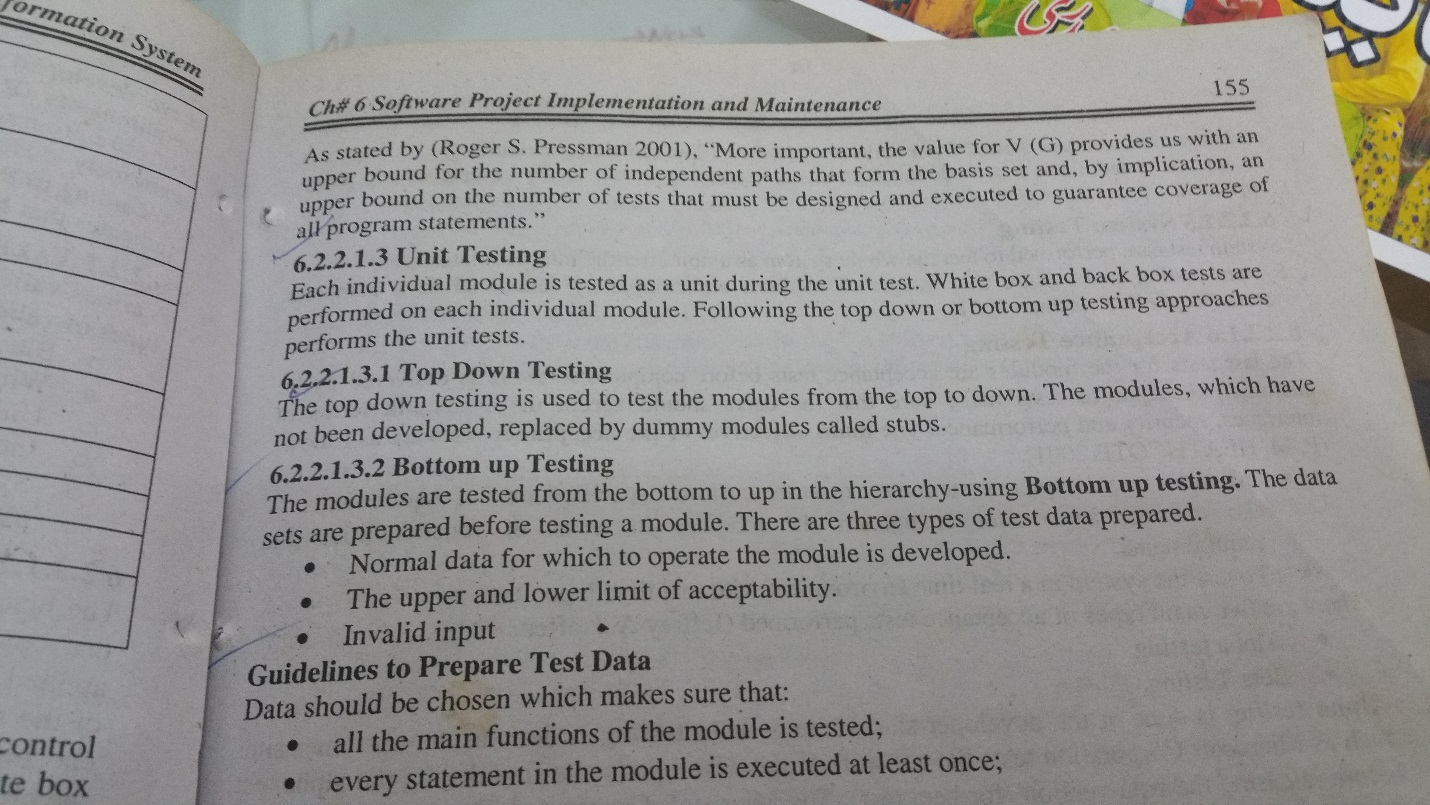 formation System
control
te box
Ch# 6 Software Project Implementation and Maintenance 155
As stated by (Roger S. Pressman 2001), “More important, the value for V (G) provides us with an
upper bound for the number of independent paths that form the basis set and, by implication, an
upper bound on the number of tests that must be designed and executed to guarantee coverage of
all program statements.”
6.2.2.1.3 Unit Testing
Each individual module is tested as a unit during the unit test. White box and back box tests are
performed on each individual module. Following the top down or bottom up testing approaches
performs the unit tests.
6.2.2.1.3.1 Top Down Testing
The top down testing is used to test the modules from the top to down. The modules, which have
not been developed, replaced by dummy modules called stubs.
6.2.2.1.3.2 Bottom up Testing
The modules are tested from the bottom to up in the hierarchy-using Bottom up testing. The data
sets are prepared before testing a module. There are three types of test data prepared.
• Normal data for which to operate the module is developed.
• The upper and lower limit of acceptability.
• Invalid input
Guidelines to Prepare Test Data
Data should be chosen which makes sure that:
• all the main functions of the module is tested;
• every statement in the module is executed at least once;